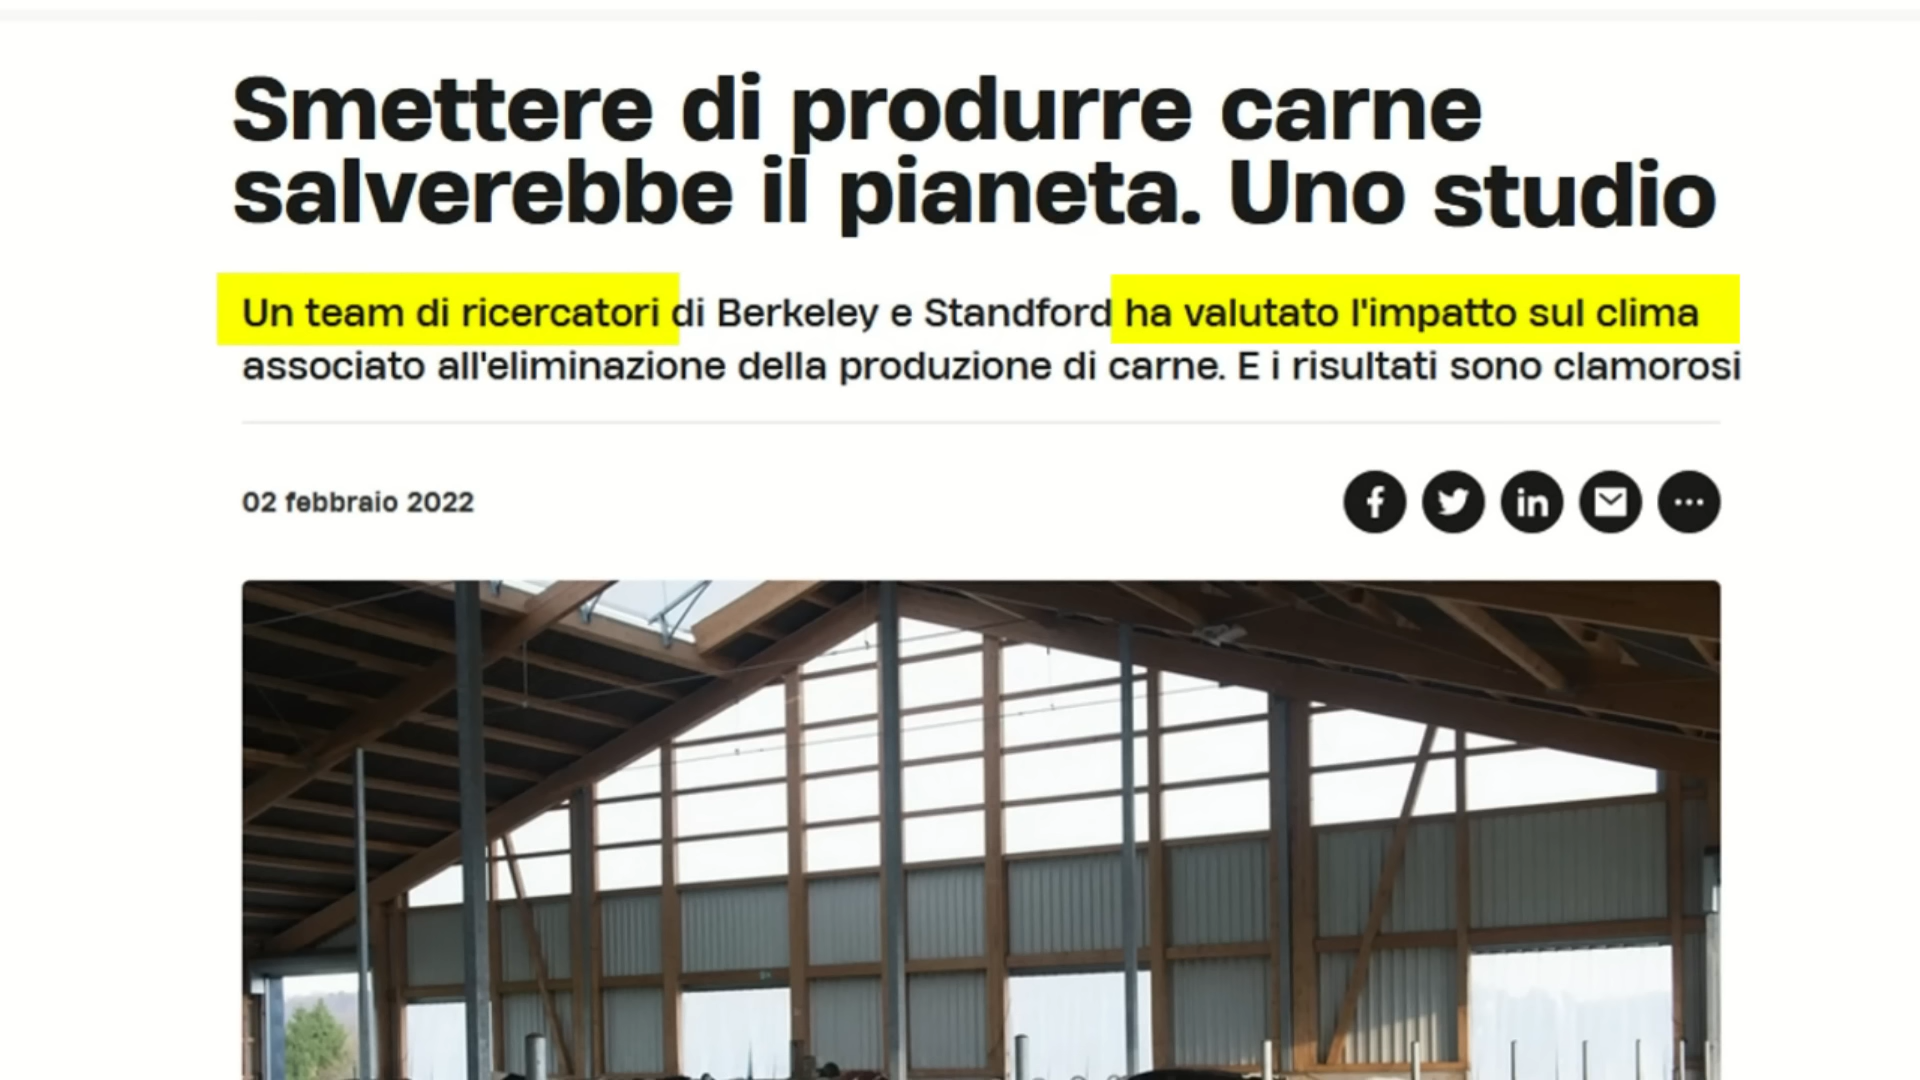 Smettere di produrre carne
salverebbe il pianeta. Uno studio
Un team di ricercatori di Berkeley e Standford ha valutato l'impatto sul clima
associato all'eliminazione della produzione di carne. E i risultati sono clamorosi
02 febbraio 2022